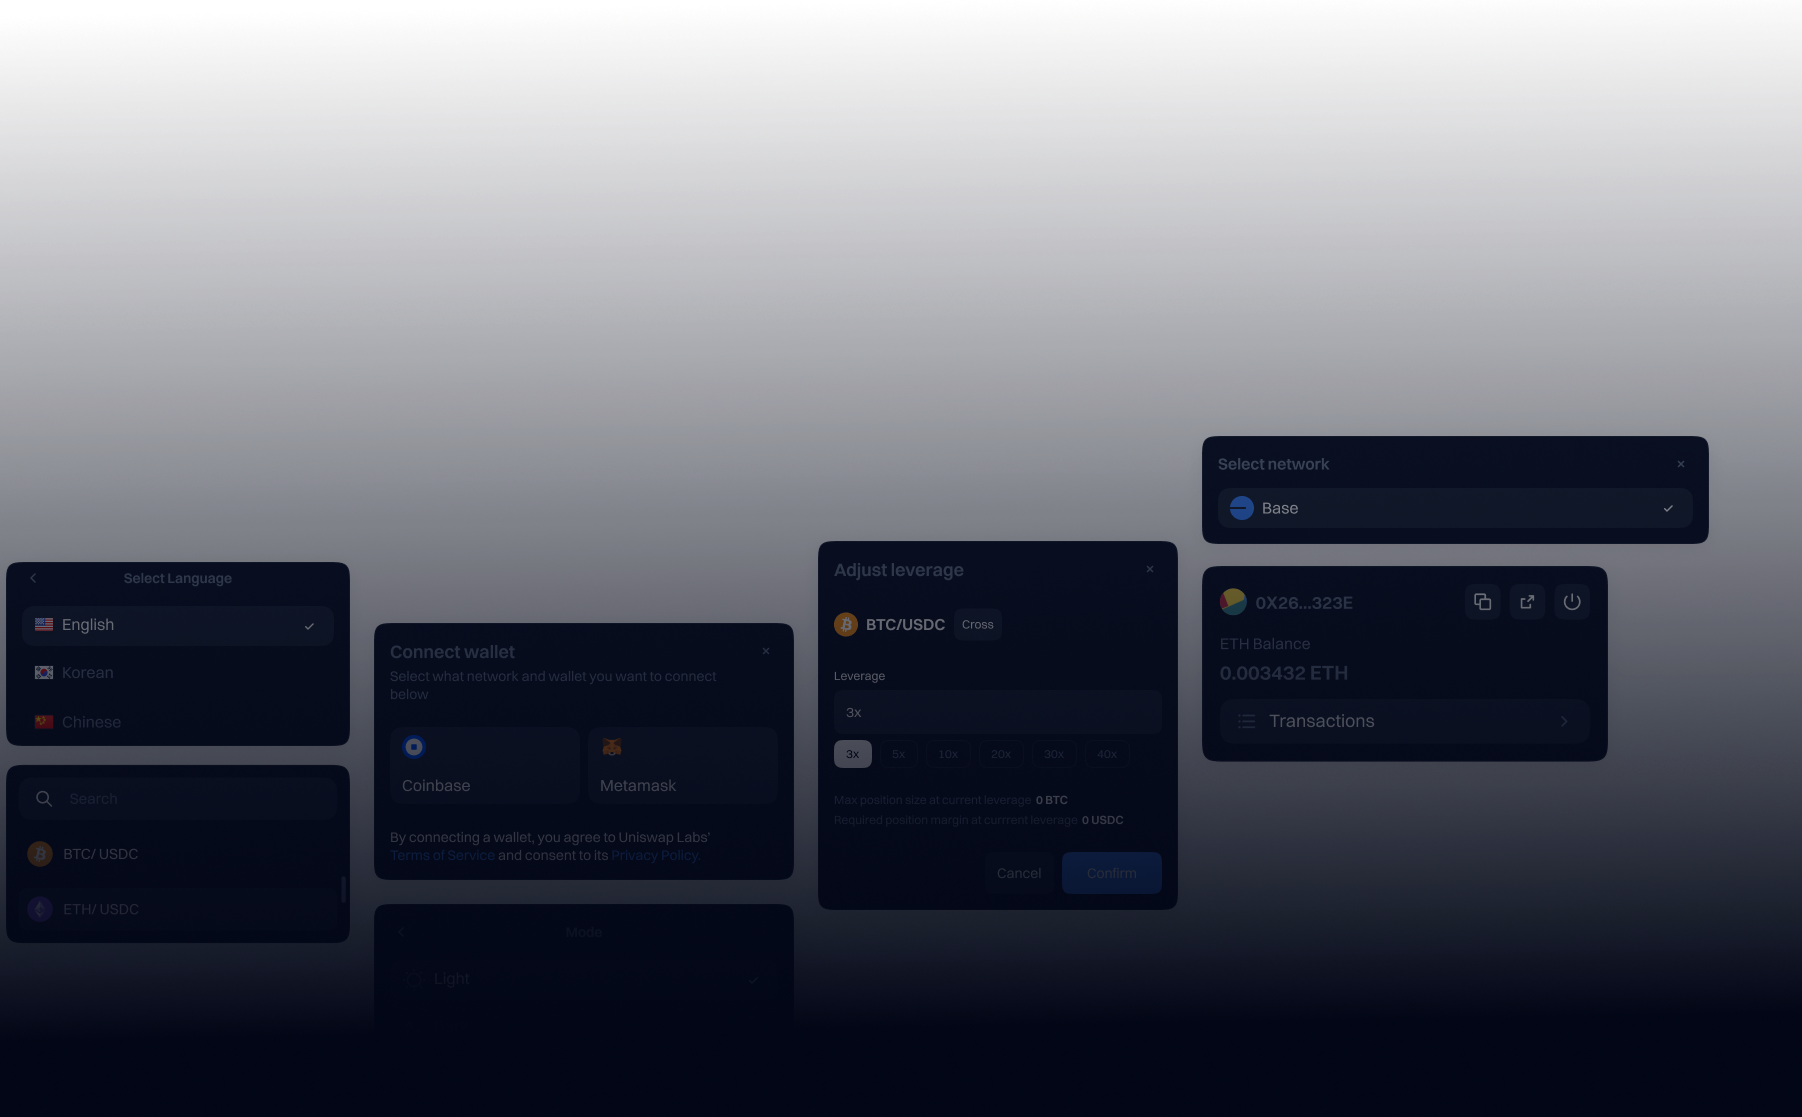 Select Language
English
Korean
Chinese
Search
BTC/ USDC
ETH/ USDC
Connect wallet
Select what network and wallet you want to connect
below
Coinbase
Metamask
By connecting a wallet, you agree to Uniswap Labs'
Terms of Service and consent to its Privacy Policy.
Mode
Light
Adjust leverage
BTC/USDC Cross
Leverage
3x
3x 5x 10x 20x 30x 40x
Max position size at current leverage 0 BTC
Required position margin at currrent leverage 0 USDC
Cancel Confirm
Select network
Base
0X26...323E
ETH Balance
0.003432 ETH
Transactions